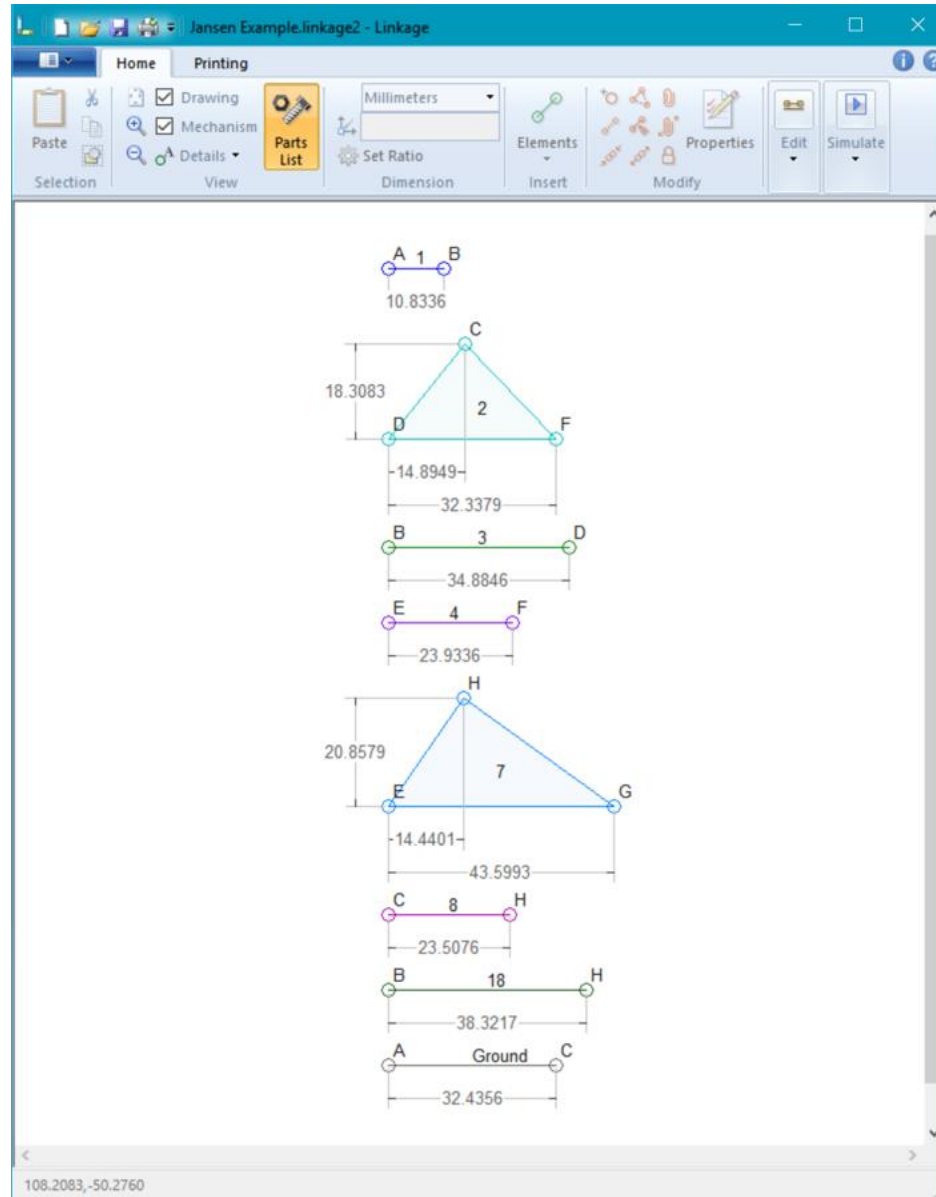 Jansen Example.linkage2 - Linkage
Home Printing
Paste
Drawing
Mechanism
Details
Parts List
Millimeters
Set Ratio
Elements
Properties
Edit
Simulate
Selection View Dimension Insert Modify
A 1 B
10.8336
C
18.3083
2
D F
14.8949
32.3379
B 3 D
34.8846
E 4 F
23.9336
H
20.8579
7
E G
14.4401
43.5993
C 8 H
23.5076
B 18 H
38.3217
A Ground C
32.4356
108.2083,-50.2760